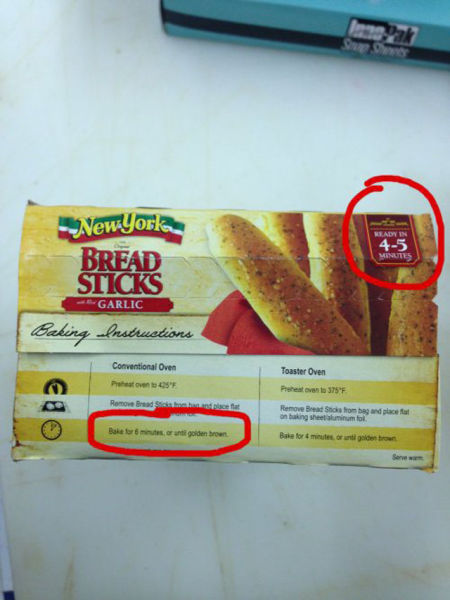 Snap Sheets
New York
BREAD
STICKS
GARLIC
READY IN
4-5
MINUTES
Baking Instructions
Conventional Oven
Preheat oven to 425°F.
Remove Bread Sticks from bag and place flat
Bake for 6 minutes, or until golden brown.
Toaster Oven
Preheat oven to 375°F.
Remove Bread Sticks from bag and place flat
on baking sheet/aluminum foil.
Bake for 4 minutes, or until golden brown.
Serve warm.